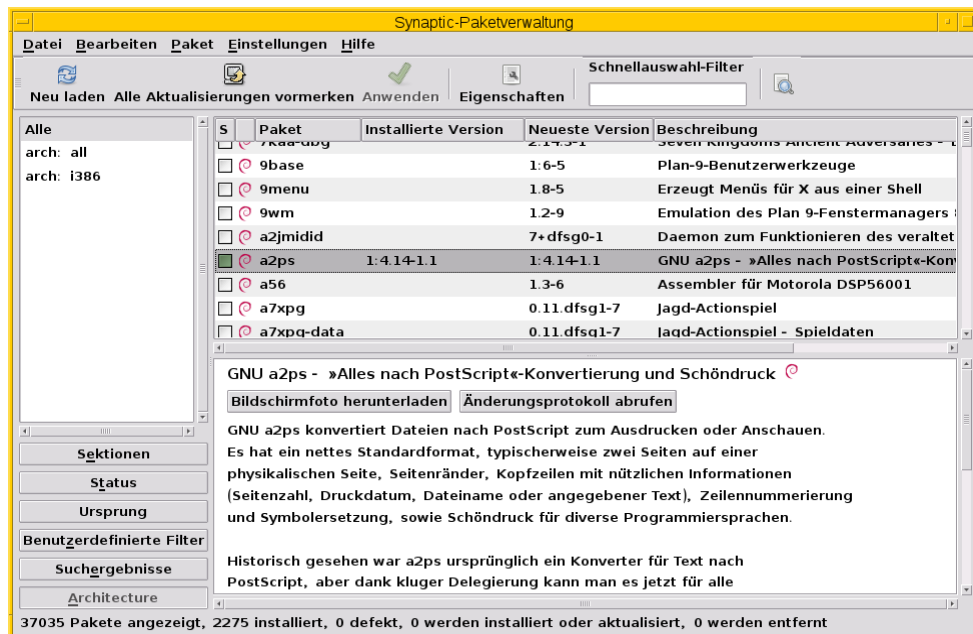 Synaptic-Paketverwaltung
Datei Bearbeiten Paket Einstellungen Hilfe
Schnellauswahl-Filter
Neu laden Alle Aktualisierungen vormerken Anwenden Eigenschaften
Alle
arch: all
arch: i386
S Paket Installierte Version Neueste Version Beschreibung
7kaa-dbg 2.14.5-1 Seven Kingdoms Ancient Adversaries -
9base 1:6-5 Plan-9-Benutzerwerkzeuge
9menu 1.8-5 Erzeugt Menüs für X aus einer Shell
9wm 1.2-9 Emulation des Plan 9-Fenstermanagers
a2jmidid 7+dfsg0-1 Daemon zum Funktionieren des veraltet
a2ps 1:4.14-1.1 1:4.14-1.1 GNU a2ps - »Alles nach PostScript«-Kon
a56 1.3-6 Assembler für Motorola DSP56001
a7xpg 0.11.dfsg1-7 Jagd-Actionspiel
a7xpg-data 0.11.dfsg1-7 Jagd-Actionspiel - Spieldaten
GNU a2ps - »Alles nach PostScript«-Konvertierung und Schöndruck
Bildschirmfoto herunterladen Änderungsprotokoll abrufen
GNU a2ps konvertiert Dateien nach PostScript zum Ausdrucken oder Anschauen.
Es hat ein nettes Standardformat, typischerweise zwei Seiten auf einer
physikalischen Seite, Seitenränder, Kopfzeilen mit nützlichen Informationen
(Seitenzahl, Druckdatum, Dateiname oder angegebener Text), Zeilennummerierung
und Symbolersetzung, sowie Schöndruck für diverse Programmiersprachen.
Historisch gesehen war a2ps ursprünglich ein Konverter für Text nach
PostScript, aber dank kluger Delegierung kann man es jetzt für alle
Sektionen
Status
Ursprung
Benutzerdefinierte Filter
Suchergebnisse
Architecture
37035 Pakete angezeigt, 2275 installiert, 0 defekt, 0 werden installiert oder aktualisiert, 0 werden entfernt